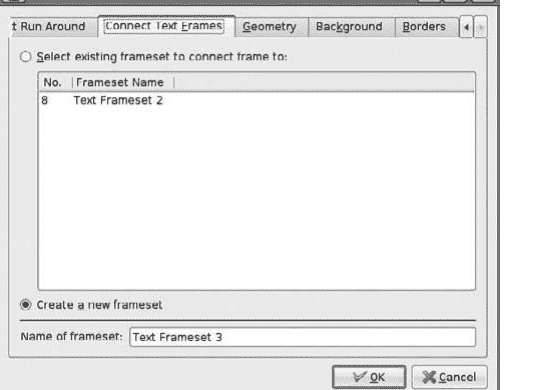 t Run Around Connect Text Frames Geometry Background Borders
Select existing frameset to connect frame to:
No. Frameset Name
8 Text Frameset 2
Create a new frameset
Name of frameset: Text Frameset 3
OK Cancel